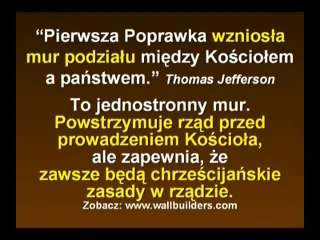 “Pierwsza Poprawka wzniosła
mur podziału między Kościołem
a państwem.” Thomas Jefferson
To jednostronny mur.
Powstrzymuje rząd przed
prowadzeniem Kościoła,
ale zapewnia, że
zawsze będą chrześcijańskie
zasady w rządzie.
Zobacz: www.wallbuilders.com